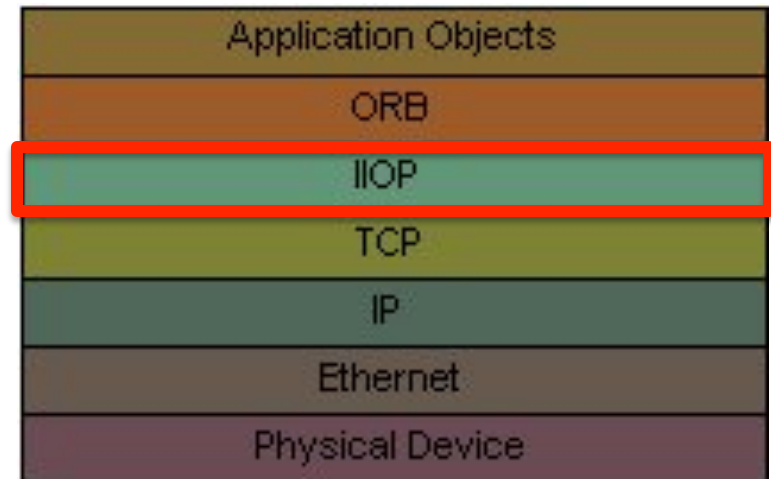 Application Objects
ORB
IIOP
TCP
IP
Ethernet
Physical Device